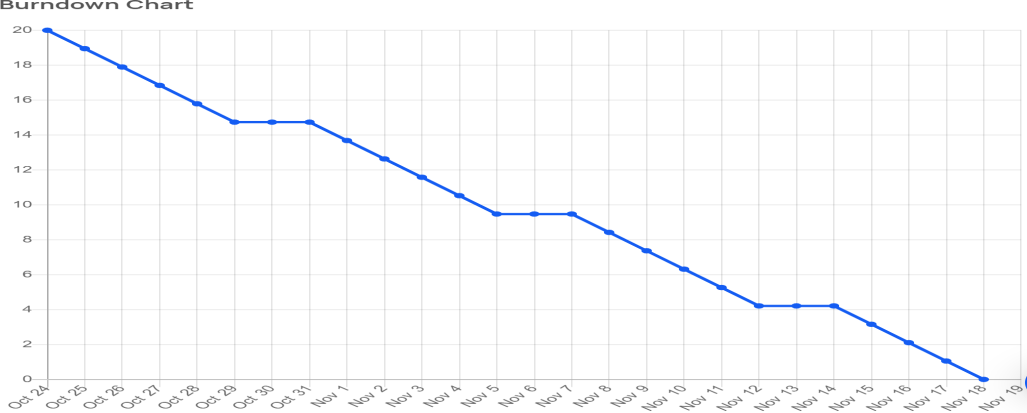 Burndown Chart
20
18
16
14
12
10
8
6
4
2
0
Oct 24
Oct 25
Oct 26
Oct 27
Oct 28
Oct 29
Oct 30
Oct 31
Nov 1
Nov 2
Nov 3
Nov 4
Nov 5
Nov 6
Nov 7
Nov 8
Nov 9
Nov 10
Nov 11
Nov 12
Nov 13
Nov 14
Nov 15
Nov 16
Nov 17
Nov 18
Nov 19